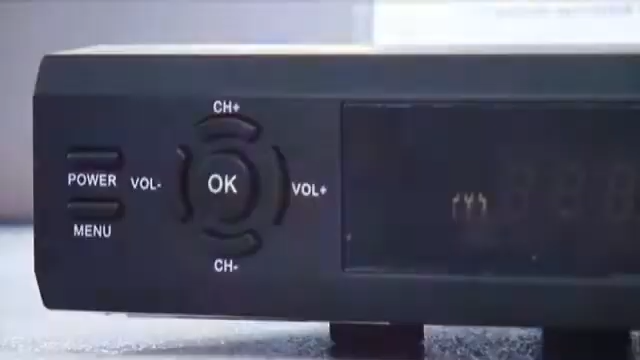 CH+
POWER
VOL-
OK
VOL+
MENU
CH-